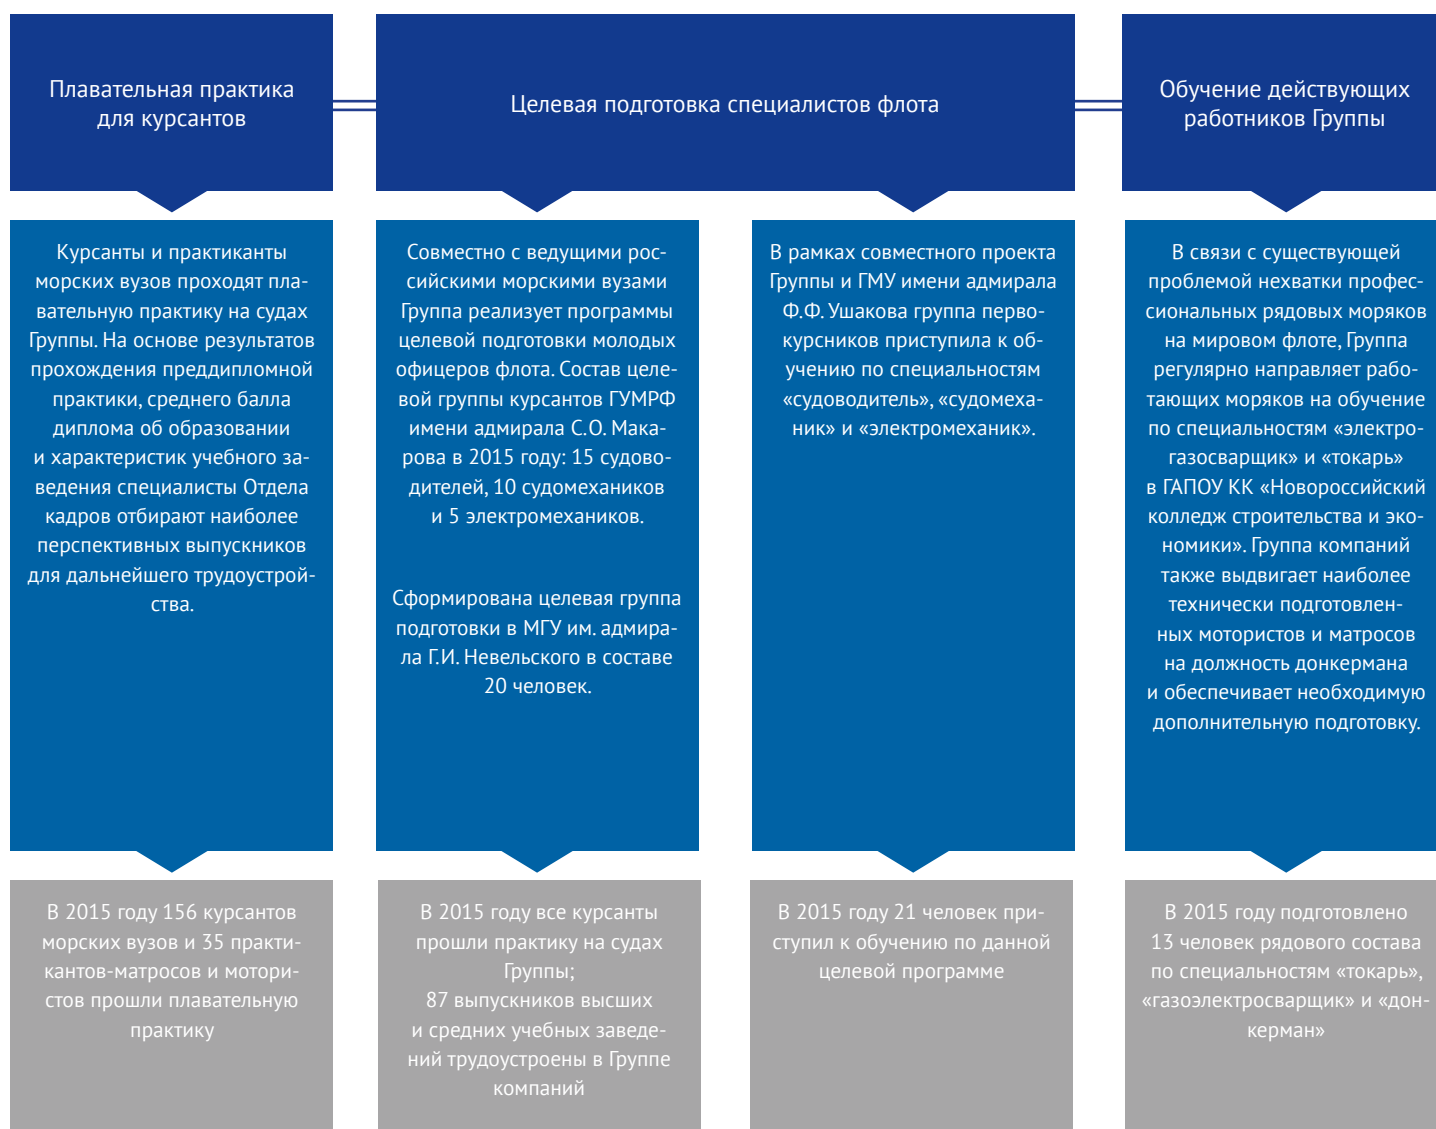 Плавательная практика
для курсантов
Целевая подготовка специалистов флота
Обучение действующих
работников Группы
Курсанты и практиканты
морских вузов проходят пла-
вательную практику на судах
Группы. На основе результатов
прохождения преддипломной
практики, среднего балла
диплома об образовании
и характеристик учебного за-
ведения специалисты Отдела
кадров отбирают наиболее
перспективных выпускников
для дальнейшего трудоустрой-
ства.
Совместно с ведущими рос-
сийскими морскими вузами
Группа реализует программы
целевой подготовки молодых
офицеров флота. Состав целе-
вой группы курсантов ГУМРФ
имени адмирала С.О. Мака-
рова в 2015 году: 15 судово-
дителей, 10 судомехаников
и 5 электромехаников.
Сформирована целевая группа
подготовки в МГУ им. адмира-
ла Г.И. Невельского в составе
20 человек.
В рамках совместного проекта
Группы и ГМУ имени адмирала
Ф.Ф. Ушакова группа перво-
курсников приступила к об-
учению по специальностям
«судоводитель», «судомеха-
ник» и «электромеханик».
В связи с существующей
проблемой нехватки профес-
сиональных рядовых моряков
на мировом флоте, Группа
регулярно направляет рабо-
тающих моряков на обучение
по специальностям «электро-
газосварщик» и «токарь»
в ГАПОУ КК «Новороссийский
колледж строительства и эко-
номики». Группа компаний
также выдвигает наиболее
технически подготовлен-
ных мотористов и матросов
на должность донкермана
и обеспечивает необходимую
дополнительную подготовку.
В 2015 году 156 курсантов
морских вузов и 35 практи-
кантов-матросов и мотори-
стов прошли плавательную
практику
В 2015 году все курсанты
прошли практику на судах
Группы;
87 выпускников высших
и средних учебных заведе-
ний трудоустроены в Группе
компаний
В 2015 году 21 человек при-
ступил к обучению по данной
целевой программе
В 2015 году подготовлено
13 человек рядового состава
по специальностям «токарь»,
«газоэлектросварщик» и «дон-
керман»